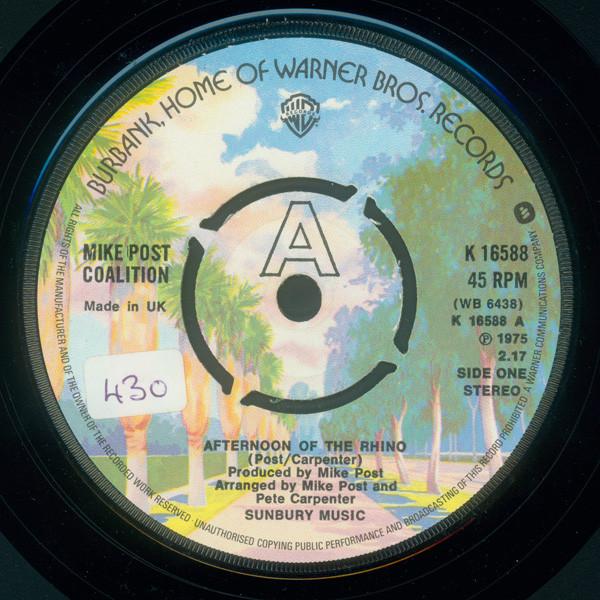 BURBANK, HOME OF WARNER BROS. RECORDS
A
MIKE POST
COALITION
Made in UK
K 16588
45 RPM
(WB 6438)
K 16588 A
Ⓟ 1975
2.17
SIDE ONE
STEREO
430
AFTERNOON OF THE RHINO
(Post/Carpenter)
Produced by Mike Post
Arranged by Mike Post and
Pete Carpenter
SUNBURY MUSIC
ALL RIGHTS OF THE MANUFACTURER AND OF THE OWNER OF THE RECORDED WORK RESERVED · UNAUTHORISED COPYING PUBLIC PERFORMANCE AND BROADCASTING OF THIS RECORD PROHIBITED A WARNER COMMUNICATIONS COMPANY